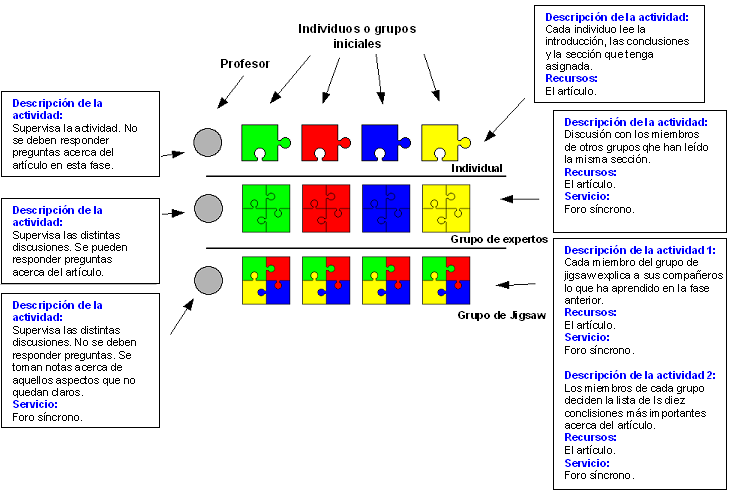 Individuos o grupos
iniciales
Profesor
Descripción de la actividad:
Cada individuo lee la
introducción, las conclusiones
y la sección que tenga
asignada.
Recursos:
El artículo.
Descripción de la
actividad:
Supervisa la actividad. No
se deben responder
preguntas acerca del
artículo en esta fase.
Individual
Descripción de la actividad:
Discusión con los miembros
de otros grupos qhe han leído
la misma sección.
Recursos:
El artículo.
Servicio:
Foro síncrono.
Descripción de la
actividad:
Supervisa las distintas
discusiones. Se pueden
responder preguntas
acerca del artículo.
Grupo de expertos
Descripción de la actividad 1:
Cada miembro del grupo de
jigsaw explica a sus compañeros
lo que ha aprendido en la fase
anterior.
Recursos:
El artículo.
Servicio:
Foro síncrono.
Descripción de la actividad 2:
Los miembros de cada grupo
deciden la lista de ls diez
conclisiones más importantes
acerca del artículo.
Recursos:
El artículo.
Servicio:
Foro síncrono.
Grupo de Jigsaw
Descripción de la
actividad:
Supervisa las distintas
discusiones. No se deben
responder preguntas. Se
toman notas acerca de
aquellos aspectos que no
quedan claros.
Servicio:
Foro síncrono.